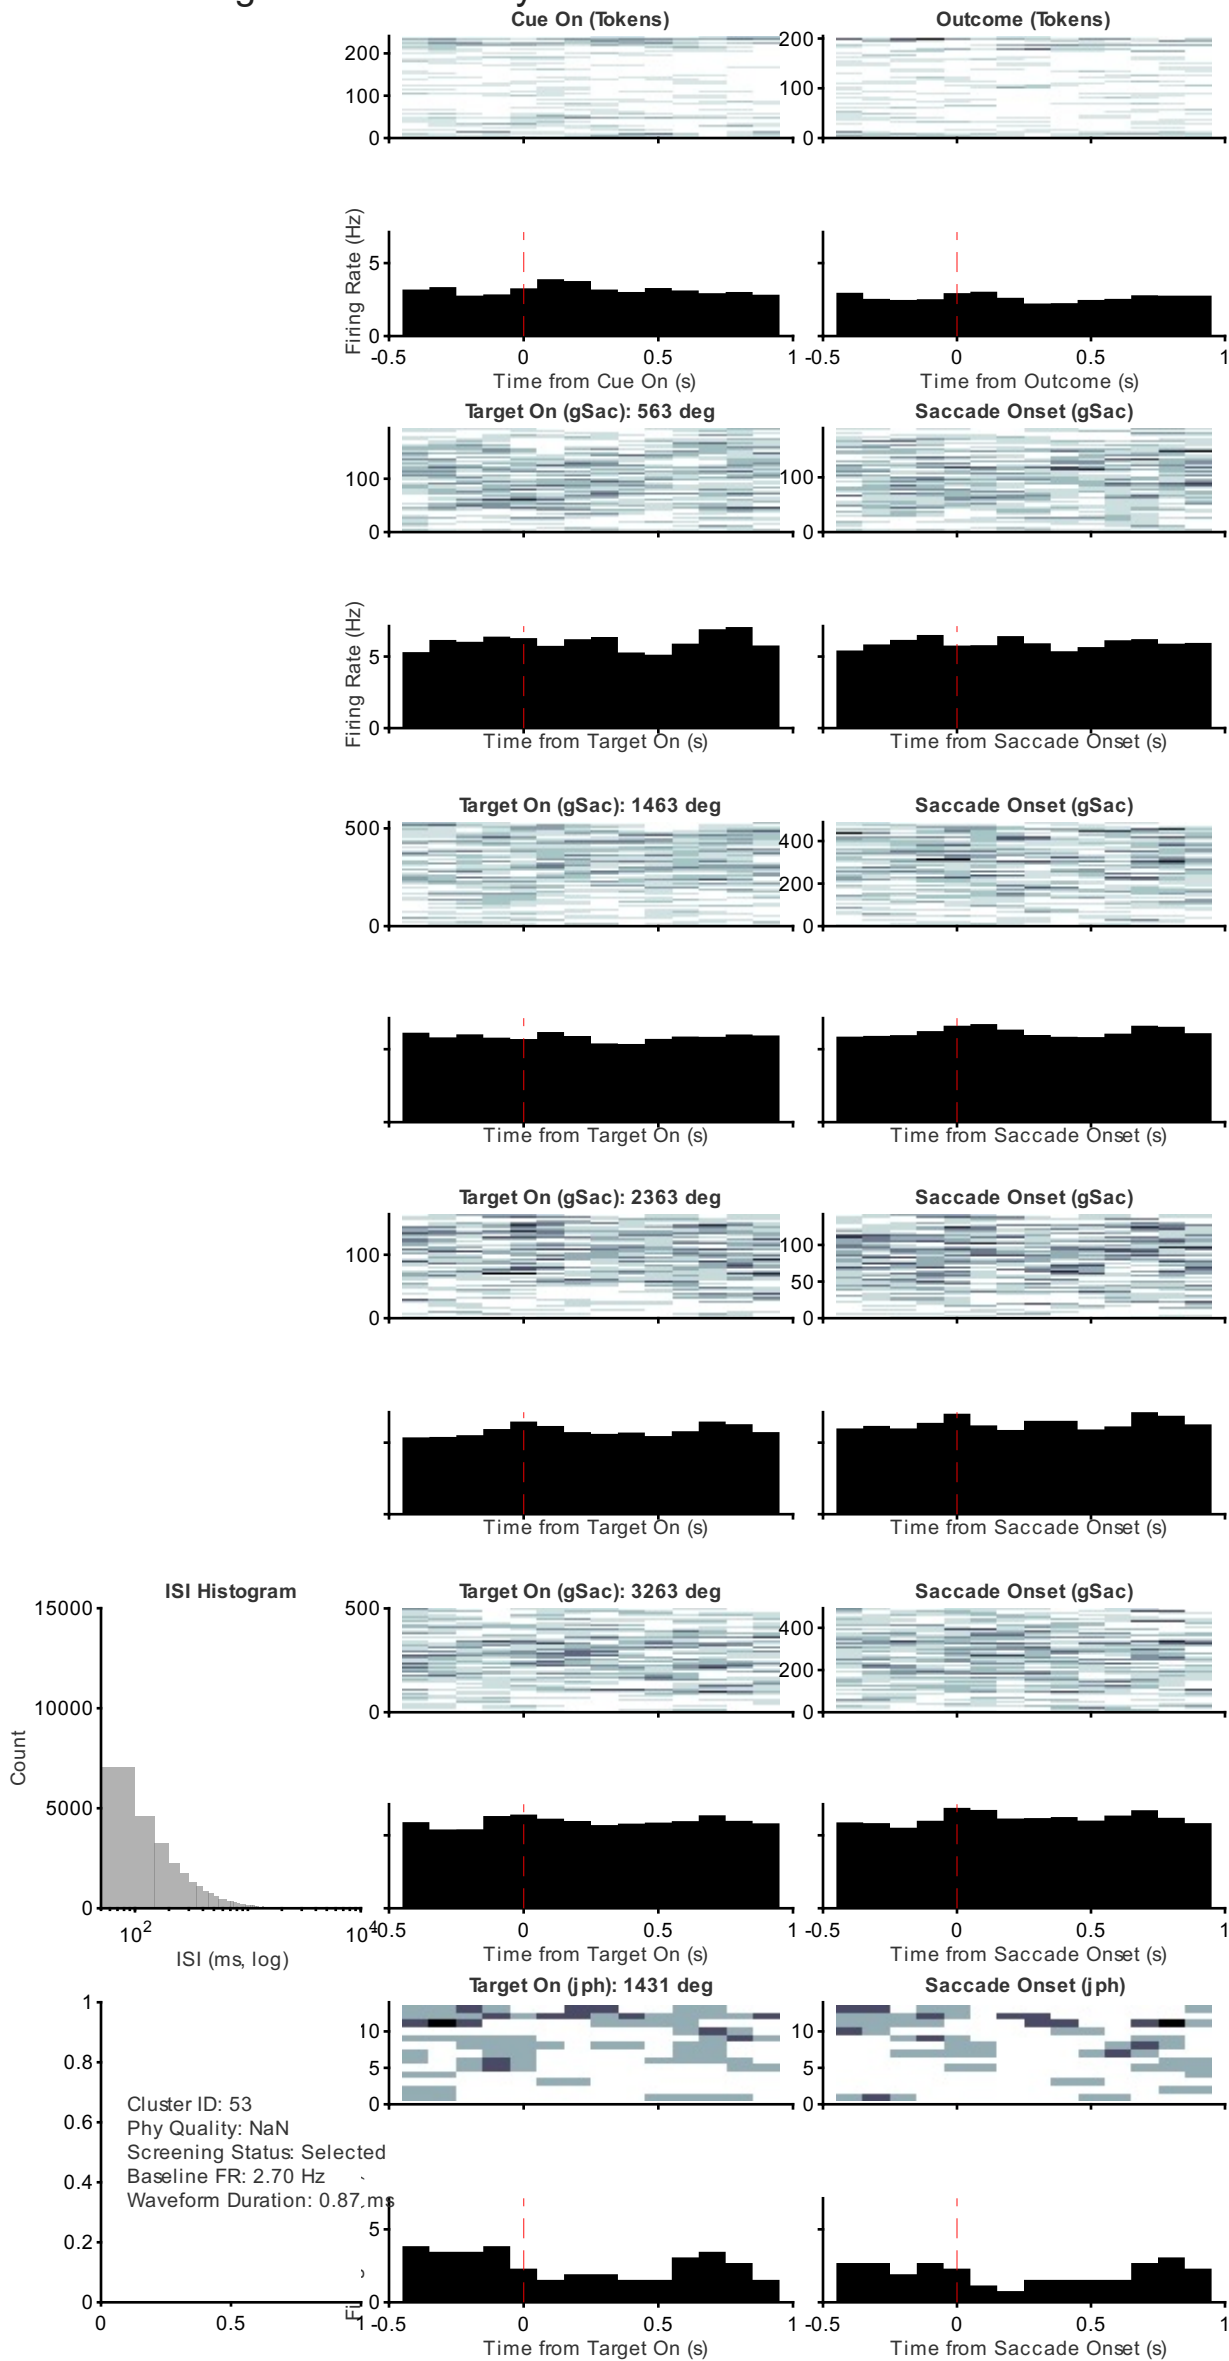 Cue On (Tokens)
Outcome (Tokens)
200
100
0
200
100
0
Firing Rate (Hz)
5
0
-0.5
0
0.5
1
-0.5
0
0.5
1
Time from Cue On (s)
Time from Outcome (s)
Target On (gSac): 563 deg
Saccade Onset (gSac)
100
0
100
0
Firing Rate (Hz)
5
0
Time from Target On (s)
Time from Saccade Onset (s)
Target On (gSac): 1463 deg
Saccade Onset (gSac)
500
0
400
200
0
Time from Target On (s)
Time from Saccade Onset (s)
Target On (gSac): 2363 deg
Saccade Onset (gSac)
100
0
100
50
0
Time from Target On (s)
Time from Saccade Onset (s)
ISI Histogram
15000
10000
5000
0
Count
10²
10⁴
ISI (ms, log)
Target On (gSac): 3263 deg
Saccade Onset (gSac)
500
0
400
200
0
-0.5
0
0.5
1
-0.5
0
0.5
1
Time from Target On (s)
Time from Saccade Onset (s)
Target On (jph): 1431 deg
Saccade Onset (jph)
1
0.8
0.6
0.4
0.2
0
0
0.5
1
Cluster ID: 53
Phy Quality: NaN
Screening Status: Selected
Baseline FR: 2.70 Hz
Waveform Duration: 0.87 ms
10
5
0
10
5
0
5
0
-0.5
0
0.5
1
-0.5
0
0.5
1
Time from Target On (s)
Time from Saccade Onset (s)